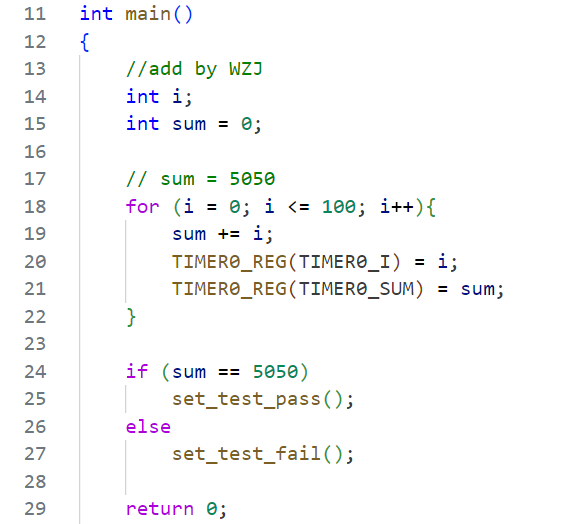 11 int main()
12 {
13     //add by WZJ
14     int i;
15     int sum = 0;
16
17     // sum = 5050
18     for (i = 0; i <= 100; i++){
19         sum += i;
20         TIMER0_REG(TIMER0_I) = i;
21         TIMER0_REG(TIMER0_SUM) = sum;
22     }
23
24     if (sum == 5050)
25         set_test_pass();
26     else
27         set_test_fail();
28
29     return 0;